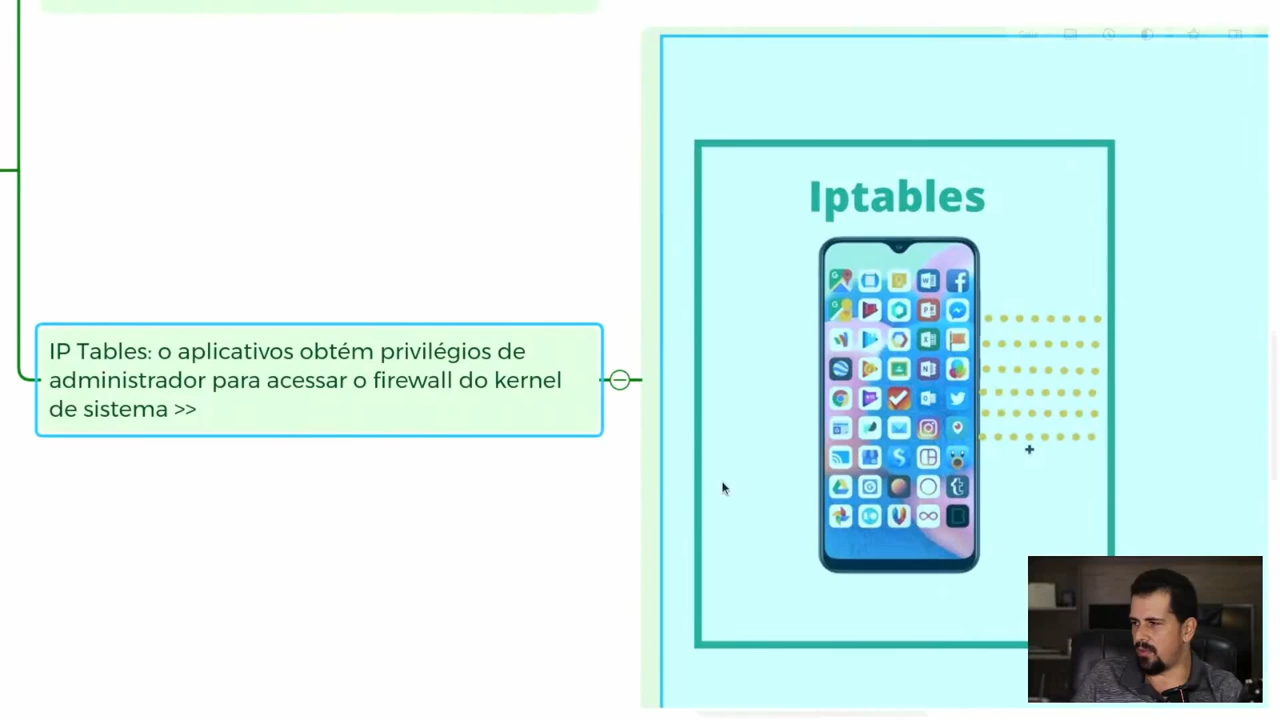 Iptables
IP Tables: o aplicativos obtém privilégios de
administrador para acessar o firewall do kernel
de sistema >>